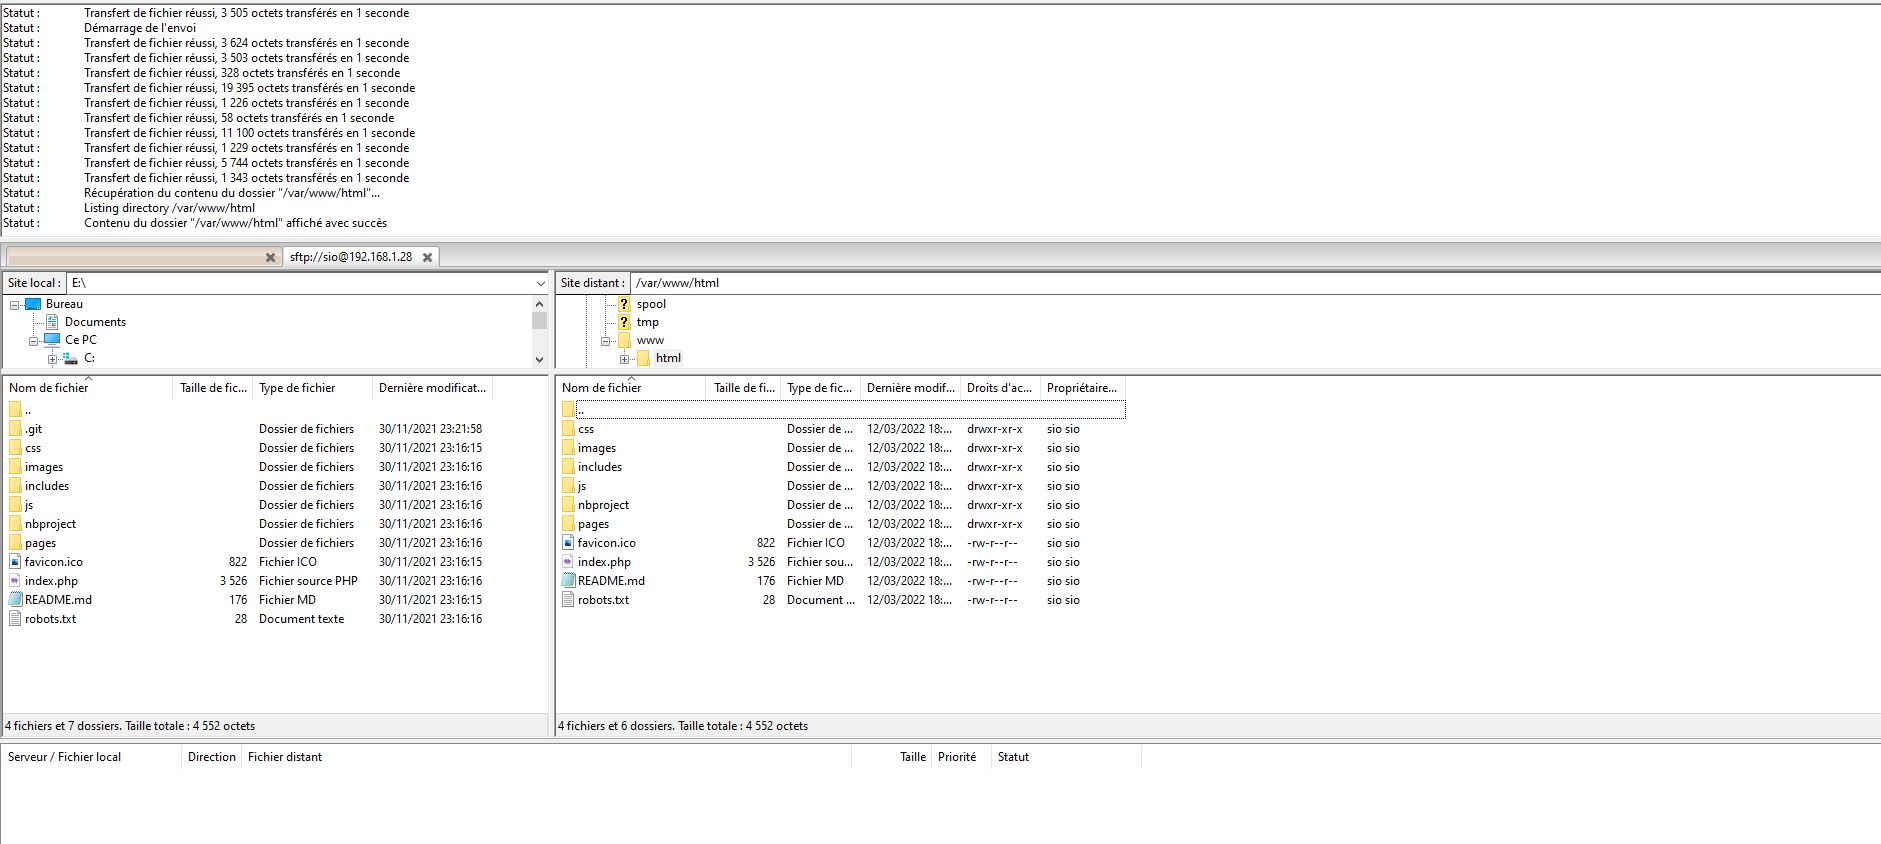 Statut : Transfert de fichier réussi, 3 505 octets transférés en 1 seconde
Statut : Démarrage de l'envoi
Statut : Transfert de fichier réussi, 3 624 octets transférés en 1 seconde
Statut : Transfert de fichier réussi, 3 503 octets transférés en 1 seconde
Statut : Transfert de fichier réussi, 328 octets transférés en 1 seconde
Statut : Transfert de fichier réussi, 19 395 octets transférés en 1 seconde
Statut : Transfert de fichier réussi, 1 226 octets transférés en 1 seconde
Statut : Transfert de fichier réussi, 58 octets transférés en 1 seconde
Statut : Transfert de fichier réussi, 11 100 octets transférés en 1 seconde
Statut : Transfert de fichier réussi, 1 229 octets transférés en 1 seconde
Statut : Transfert de fichier réussi, 5 744 octets transférés en 1 seconde
Statut : Transfert de fichier réussi, 1 343 octets transférés en 1 seconde
Statut : Récupération du contenu du dossier "/var/www/html"...
Statut : Listing directory /var/www/html
Statut : Contenu du dossier "/var/www/html" affiché avec succès
sftp://sio@192.168.1.28
Site local : E:\
Bureau
Documents
Ce PC
C:
Nom de fichier Taille de fic... Type de fichier Dernière modificat...
..
.git Dossier de fichiers 30/11/2021 23:21:58
css Dossier de fichiers 30/11/2021 23:16:15
images Dossier de fichiers 30/11/2021 23:16:16
includes Dossier de fichiers 30/11/2021 23:16:16
js Dossier de fichiers 30/11/2021 23:16:16
nbproject Dossier de fichiers 30/11/2021 23:16:16
pages Dossier de fichiers 30/11/2021 23:16:16
favicon.ico 822 Fichier ICO 30/11/2021 23:16:15
index.php 3 526 Fichier source PHP 30/11/2021 23:16:16
README.md 176 Fichier MD 30/11/2021 23:16:15
robots.txt 28 Document texte 30/11/2021 23:16:16
4 fichiers et 7 dossiers. Taille totale : 4 552 octets
Site distant : /var/www/html
spool
tmp
www
html
Nom de fichier Taille de fi... Type de fic... Dernière modif... Droits d'ac... Propriétaire...
..
css Dossier de ... 12/03/2022 18:... drwxr-xr-x sio sio
images Dossier de ... 12/03/2022 18:... drwxr-xr-x sio sio
includes Dossier de ... 12/03/2022 18:... drwxr-xr-x sio sio
js Dossier de ... 12/03/2022 18:... drwxr-xr-x sio sio
nbproject Dossier de ... 12/03/2022 18:... drwxr-xr-x sio sio
pages Dossier de ... 12/03/2022 18:... drwxr-xr-x sio sio
favicon.ico 822 Fichier ICO 12/03/2022 18:... -rw-r--r-- sio sio
index.php 3 526 Fichier sou... 12/03/2022 18:... -rw-r--r-- sio sio
README.md 176 Fichier MD 12/03/2022 18:... -rw-r--r-- sio sio
robots.txt 28 Document ... 12/03/2022 18:... -rw-r--r-- sio sio
4 fichiers et 6 dossiers. Taille totale : 4 552 octets
Serveur / Fichier local Direction Fichier distant Taille Priorité Statut